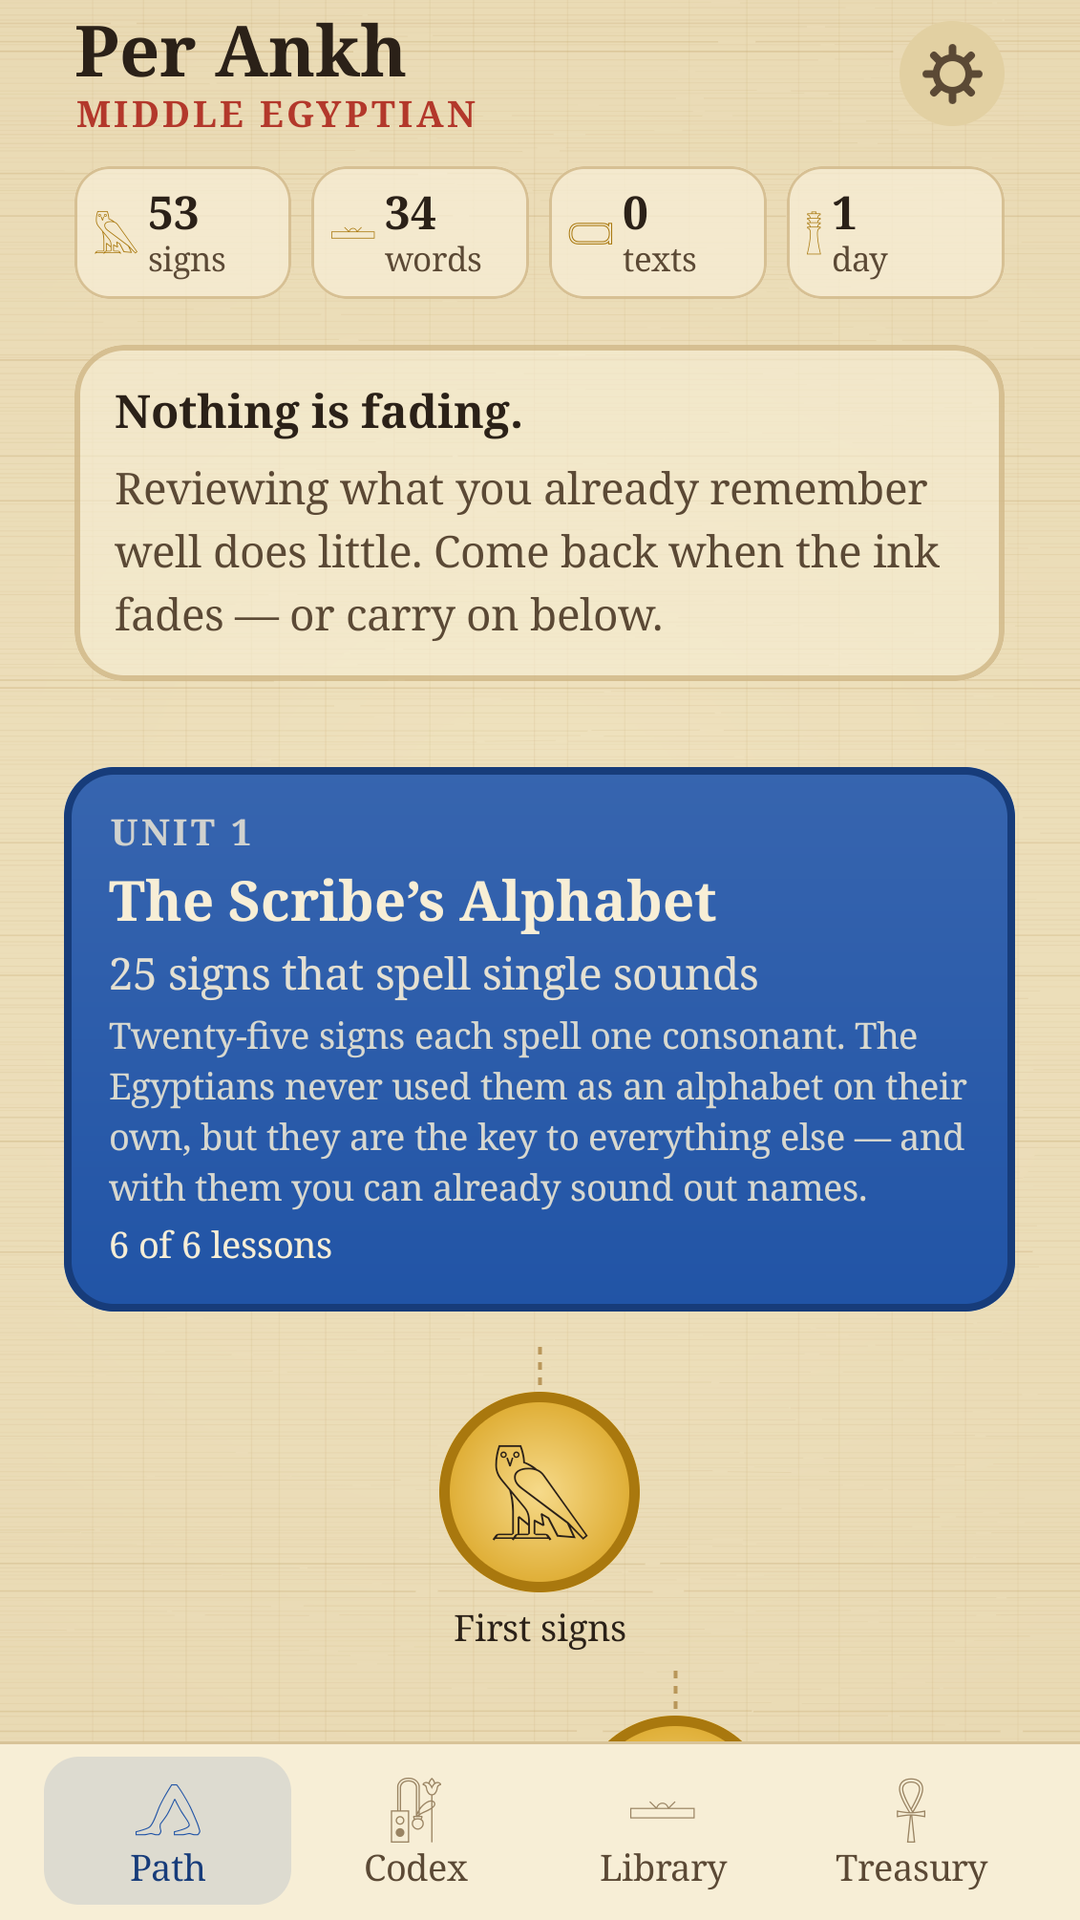 Per Ankh
MIDDLE EGYPTIAN
53
signs
34
words
0
texts
1
day
Nothing is fading.
Reviewing what you already remember
well does little. Come back when the ink
fades — or carry on below.
UNIT 1
The Scribe’s Alphabet
25 signs that spell single sounds
Twenty-five signs each spell one consonant. The
Egyptians never used them as an alphabet on their
own, but they are the key to everything else — and
with them you can already sound out names.
6 of 6 lessons
First signs
Path
Codex
Library
Treasury